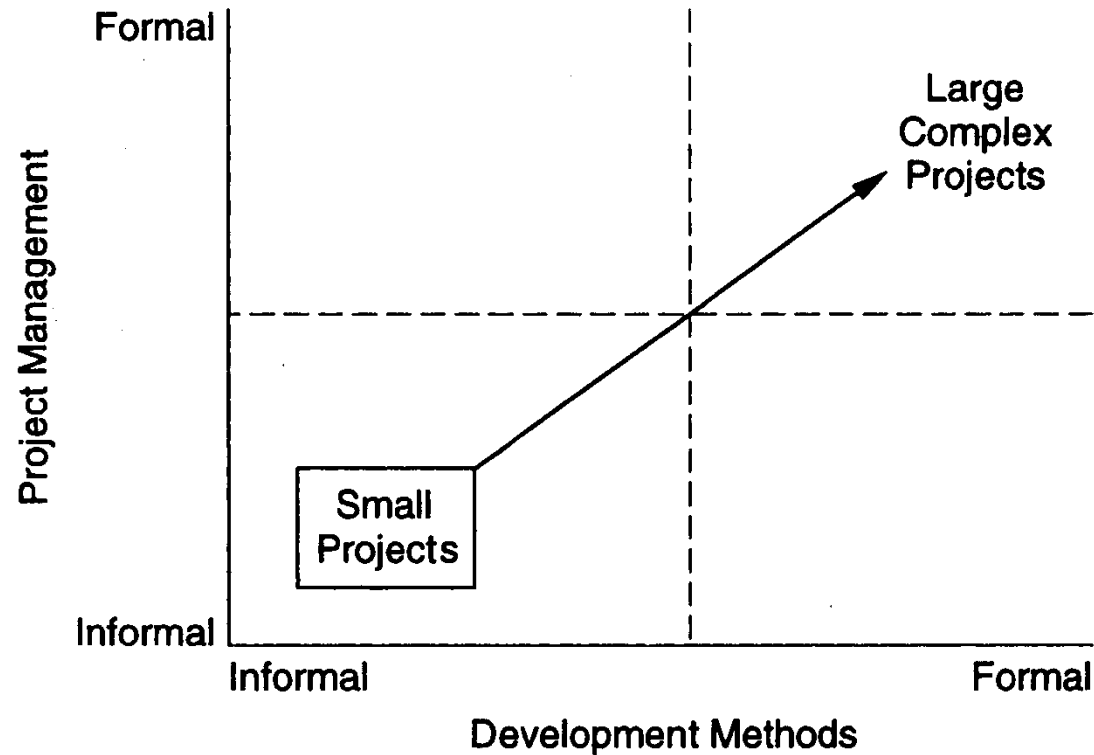 Formal
Large
Complex
Projects
Project Management
Small
Projects
Informal
Informal
Formal
Development Methods